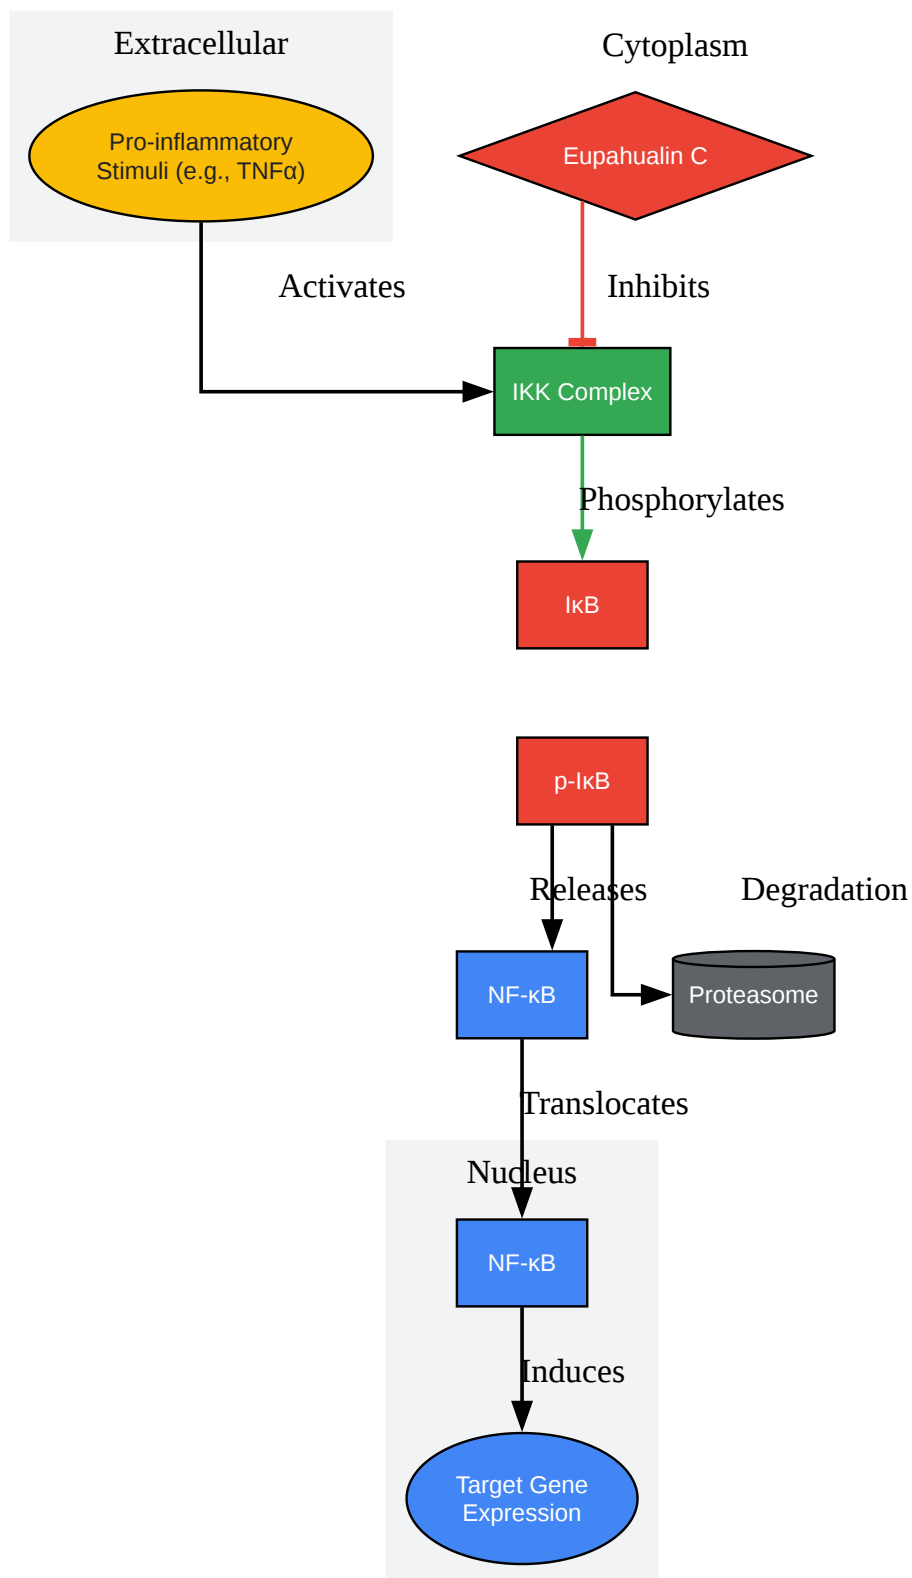 Extracellular
Cytoplasm
Pro-inflammatory
Stimuli (e.g., TNFα)
Eupahualin C
Activates
Inhibits
IKK Complex
Phosphorylates
IκB
p-IκB
Releases
Degradation
NF-κB
Proteasome
Translocates
Nucleus
NF-κB
Induces
Target Gene
Expression